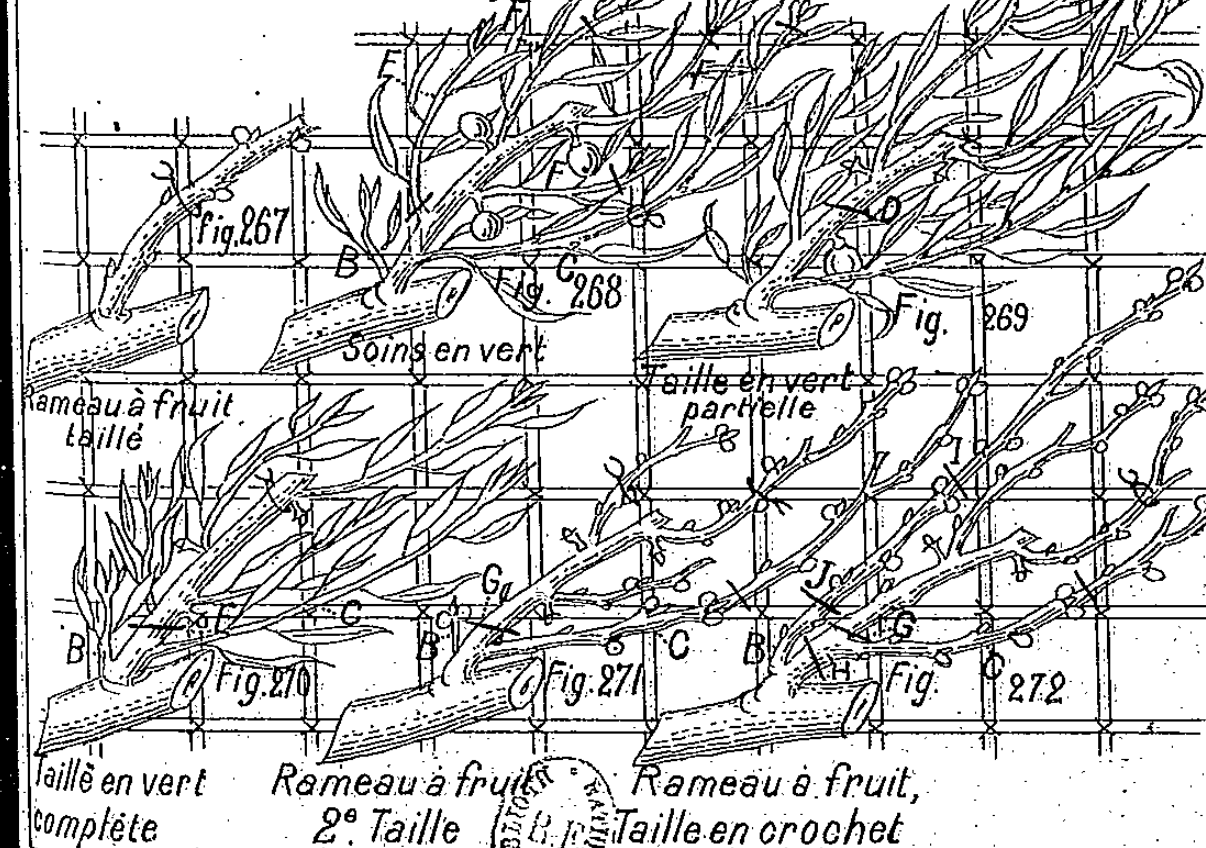 E
F
F
fig.267
B
F
C
Fig. 268
D
Fig. 269
Soins en vert
Taille en vert
partielle
Rameau à fruit
taillé
B
F
C
Fig.270
G
B
C
Fig.271
I
J
B
G
H
C
Fig. 272
Taille en vert
complète
Rameau à fruit
2e. Taille
Rameau à fruit,
Taille en crochet